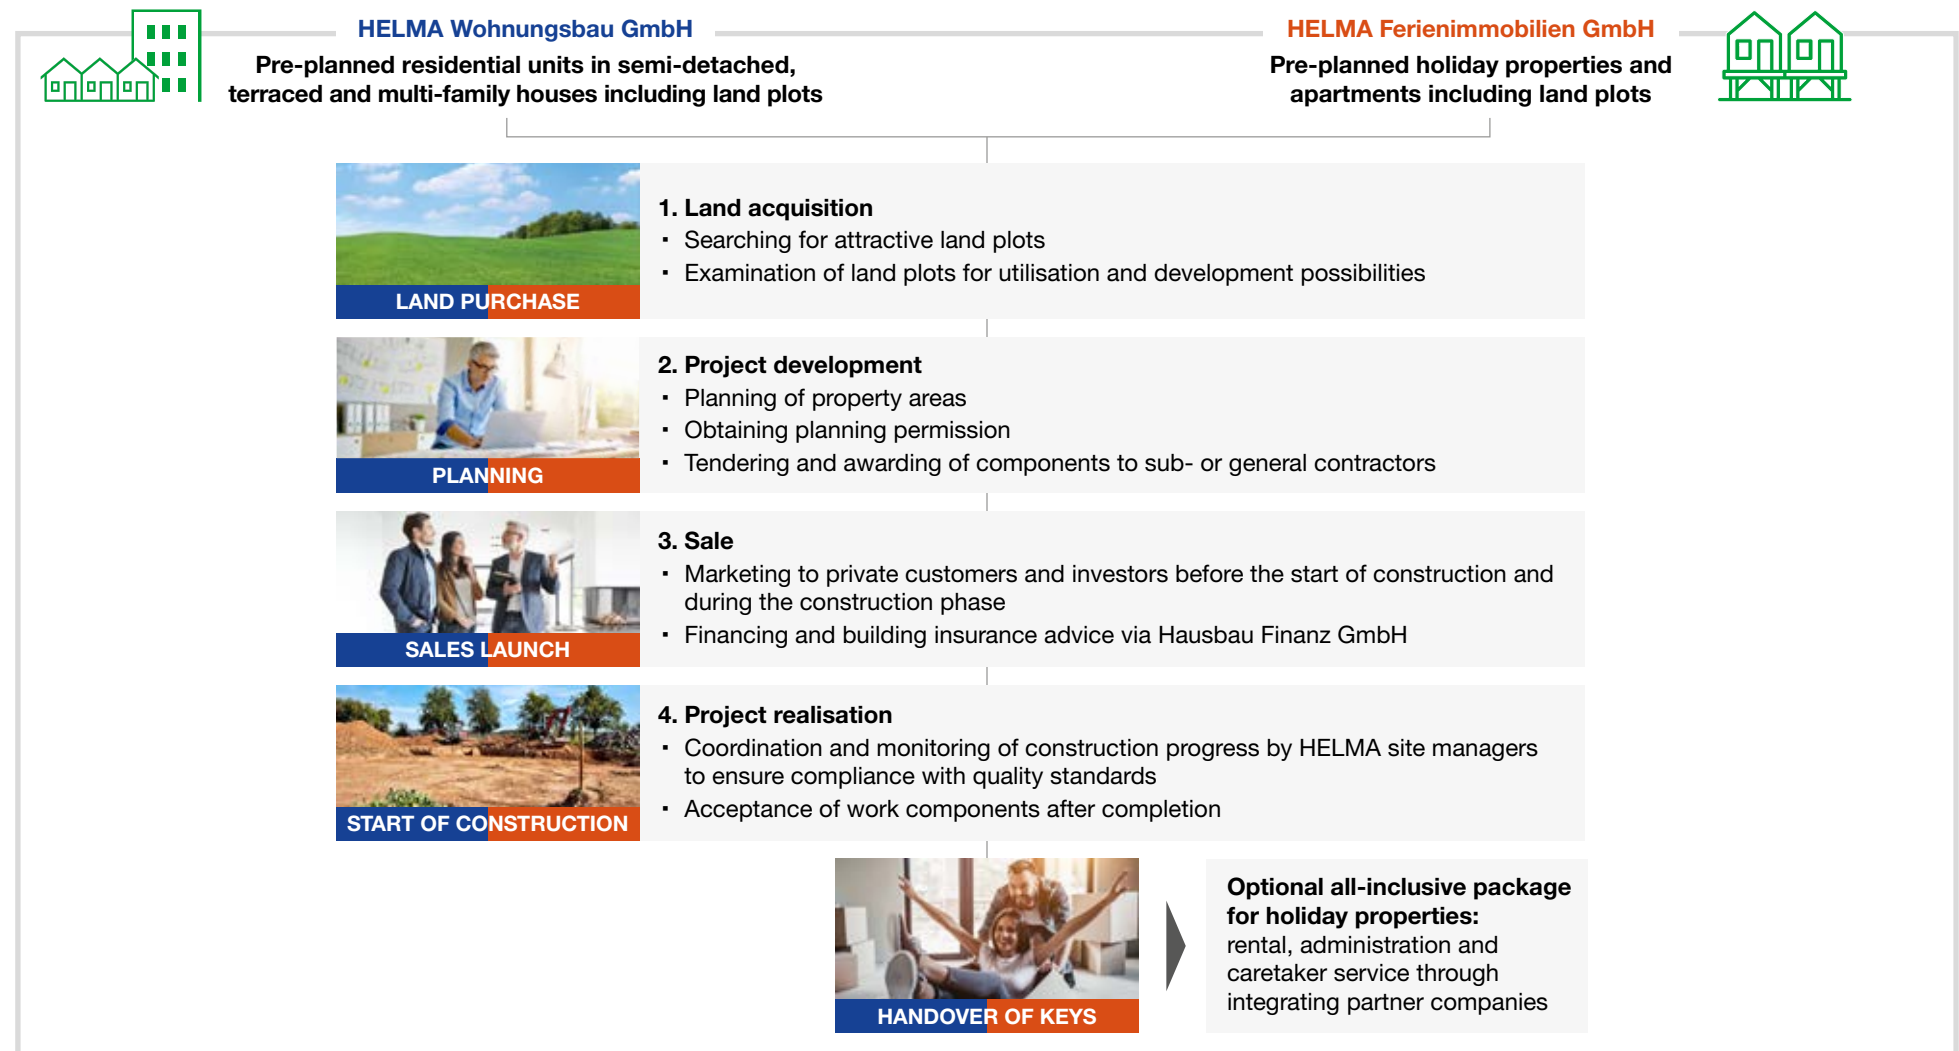 HELMA Wohnungsbau GmbH
Pre-planned residential units in semi-detached,
terraced and multi-family houses including land plots
HELMA Ferienimmobilien GmbH
Pre-planned holiday properties and
apartments including land plots
LAND PURCHASE
1. Land acquisition
▪ Searching for attractive land plots
▪ Examination of land plots for utilisation and development possibilities
PLANNING
2. Project development
▪ Planning of property areas
▪ Obtaining planning permission
▪ Tendering and awarding of components to sub- or general contractors
SALES LAUNCH
3. Sale
▪ Marketing to private customers and investors before the start of construction and
during the construction phase
▪ Financing and building insurance advice via Hausbau Finanz GmbH
START OF CONSTRUCTION
4. Project realisation
▪ Coordination and monitoring of construction progress by HELMA site managers
to ensure compliance with quality standards
▪ Acceptance of work components after completion
HANDOVER OF KEYS
Optional all-inclusive package
for holiday properties:
rental, administration and
caretaker service through
integrating partner companies